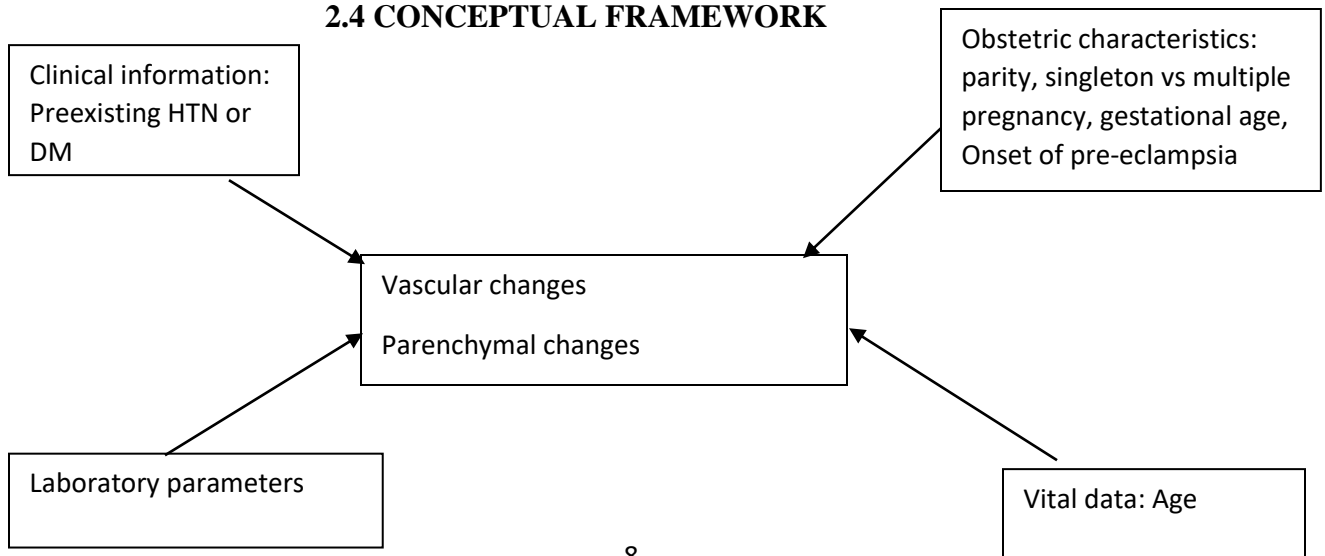 2.4 CONCEPTUAL FRAMEWORK
Clinical information:
Preexisting HTN or
DM
Obstetric characteristics:
parity, singleton vs multiple
pregnancy, gestational age,
Onset of pre-eclampsia
Vascular changes
Parenchymal changes
Laboratory parameters
Vital data: Age
8